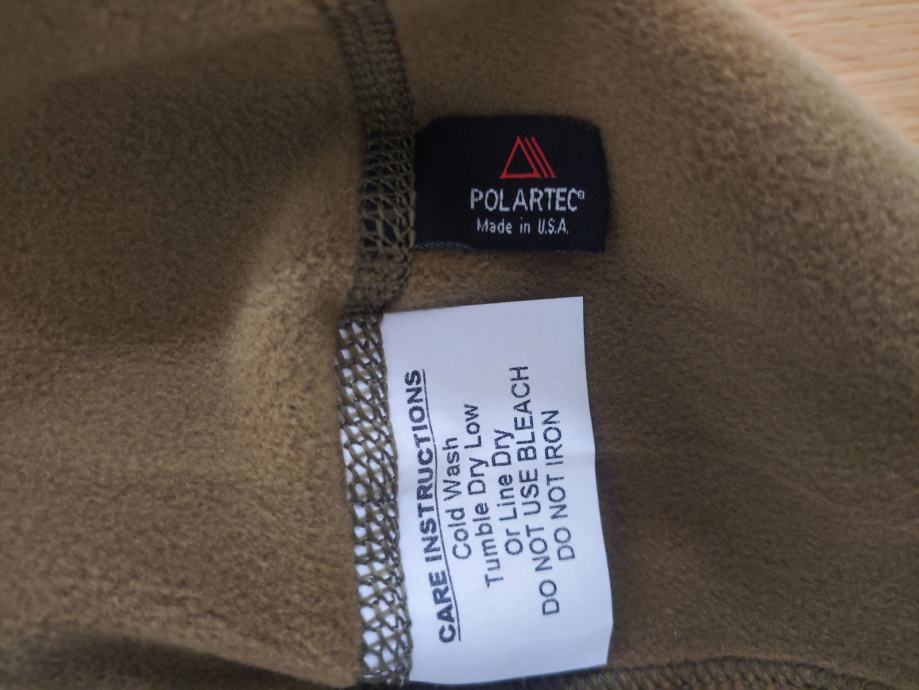 POLARTEC®
Made in U.S.A.
CARE INSTRUCTIONS
Cold Wash
Tumble Dry Low
Or Line Dry
DO NOT USE BLEACH
DO NOT IRON